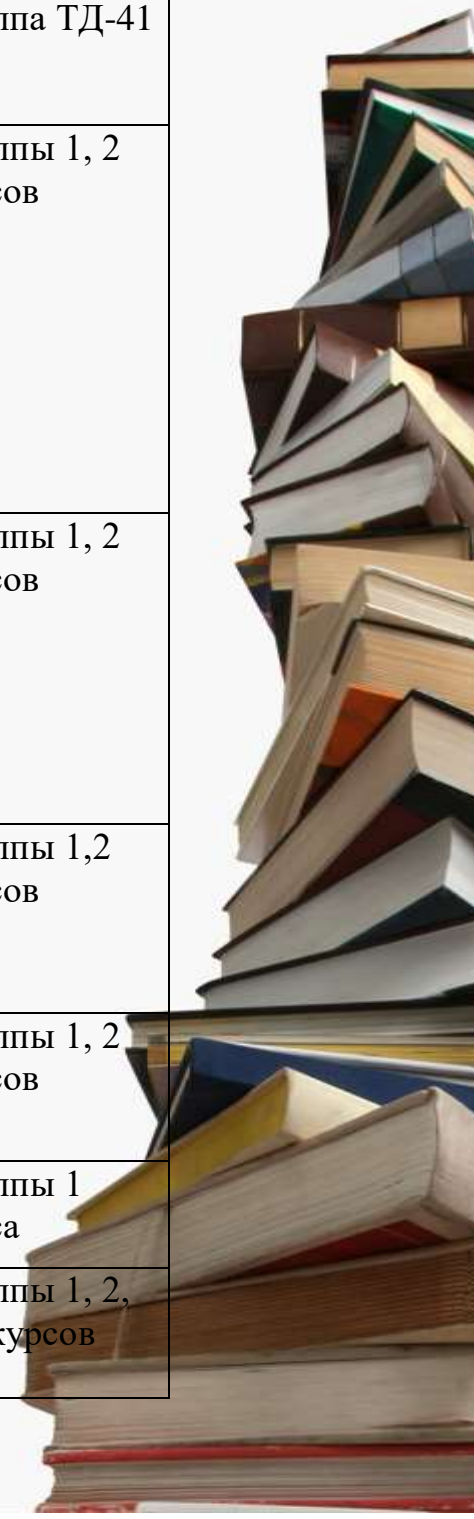 ппа ТД-41
ппы 1, 2
сов
ппы 1, 2
сов
ппы 1,2
сов
ппы 1, 2
сов
ппы 1
са
ппы 1, 2,
курсов